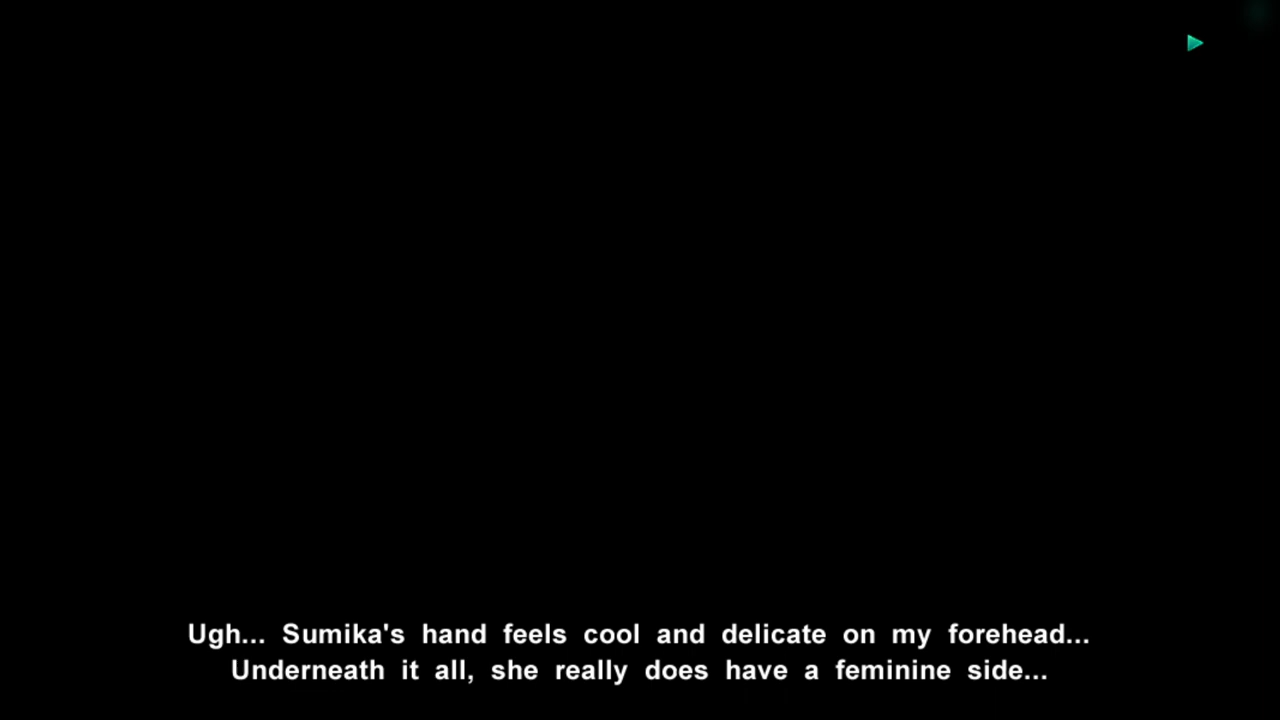 Ugh... Sumika's hand feels cool and delicate on my forehead...
Underneath it all, she really does have a feminine side...